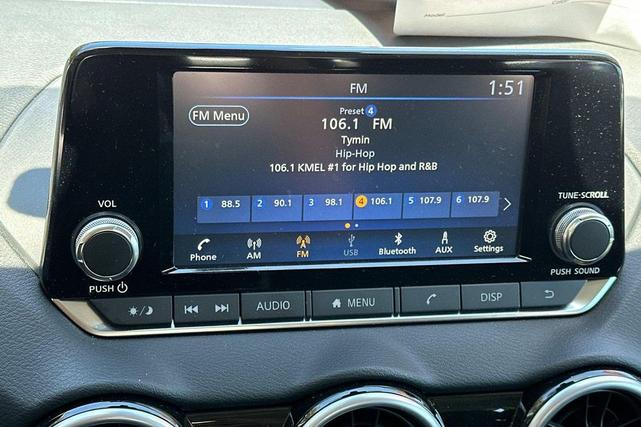 Model:
FM 1:51
FM Menu
Preset 4
106.1 FM
Tymin
Hip-Hop
106.1 KMEL #1 for Hip Hop and R&B
1 88.5 2 90.1 3 98.1 4 106.1 5 107.9 6 107.9
Phone AM FM USB Bluetooth AUX Settings
VOL
PUSH
TUNE·SCROLL
PUSH SOUND
AUDIO MENU DISP